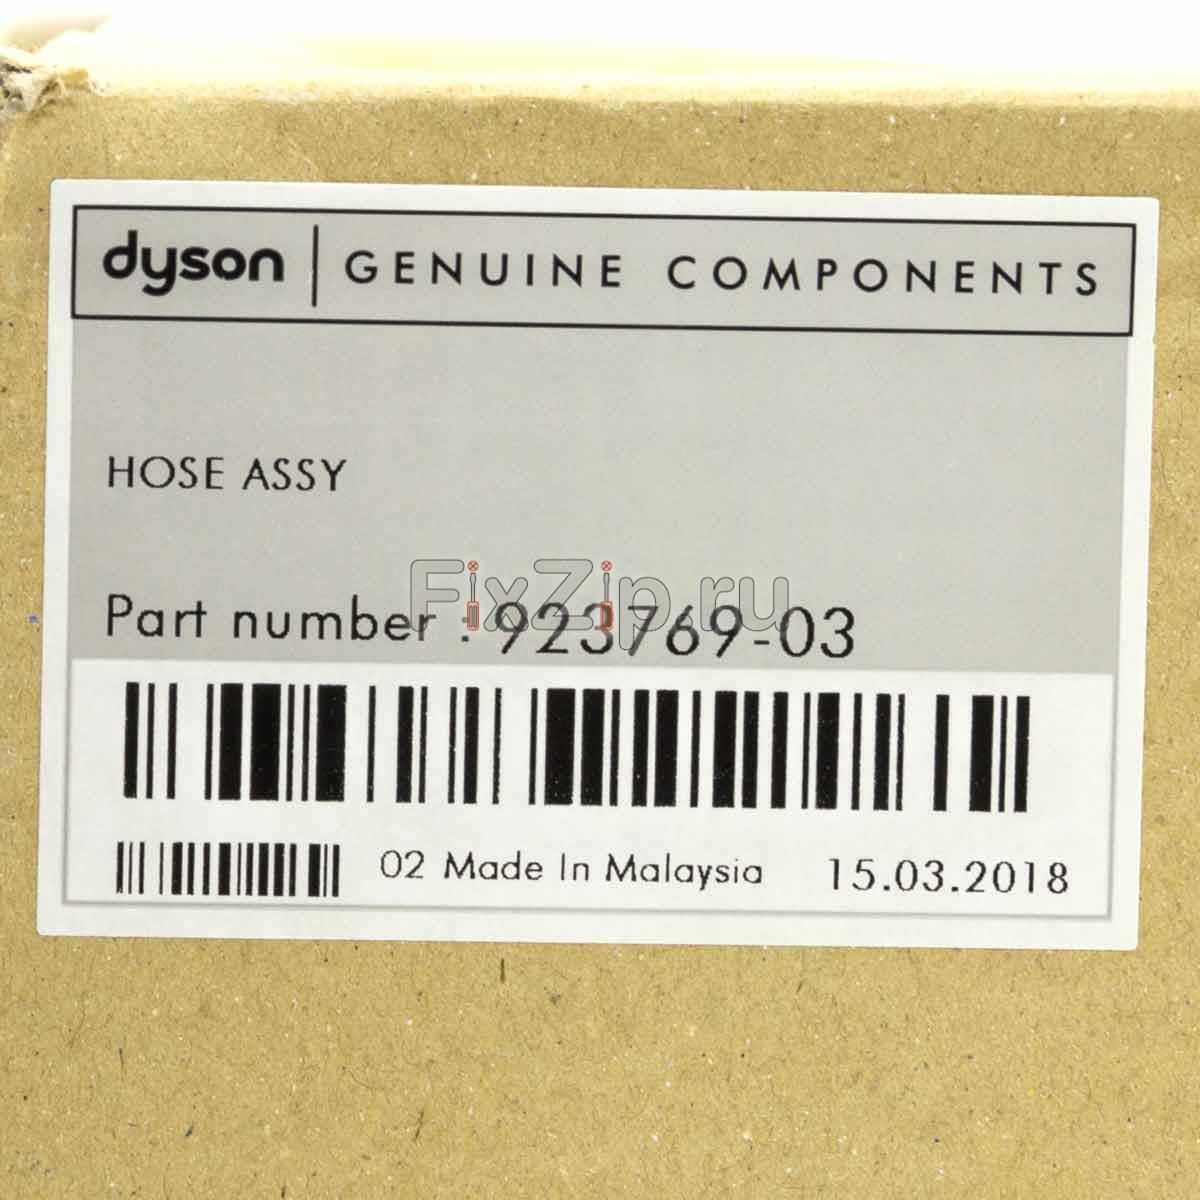 dyson | GENUINE COMPONENTS
HOSE ASSY
Part number : 923769-03
FixZip.ru
02 Made In Malaysia 15.03.2018